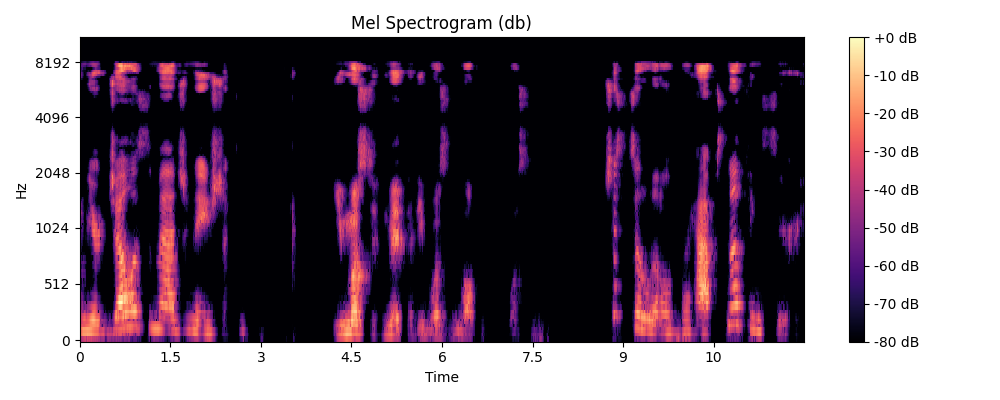 Mel Spectrogram (db)
8192
4096
2048
1024
512
0
Hz
0
1.5
3
4.5
6
7.5
9
10
Time
+0 dB
-10 dB
-20 dB
-30 dB
-40 dB
-50 dB
-60 dB
-70 dB
-80 dB